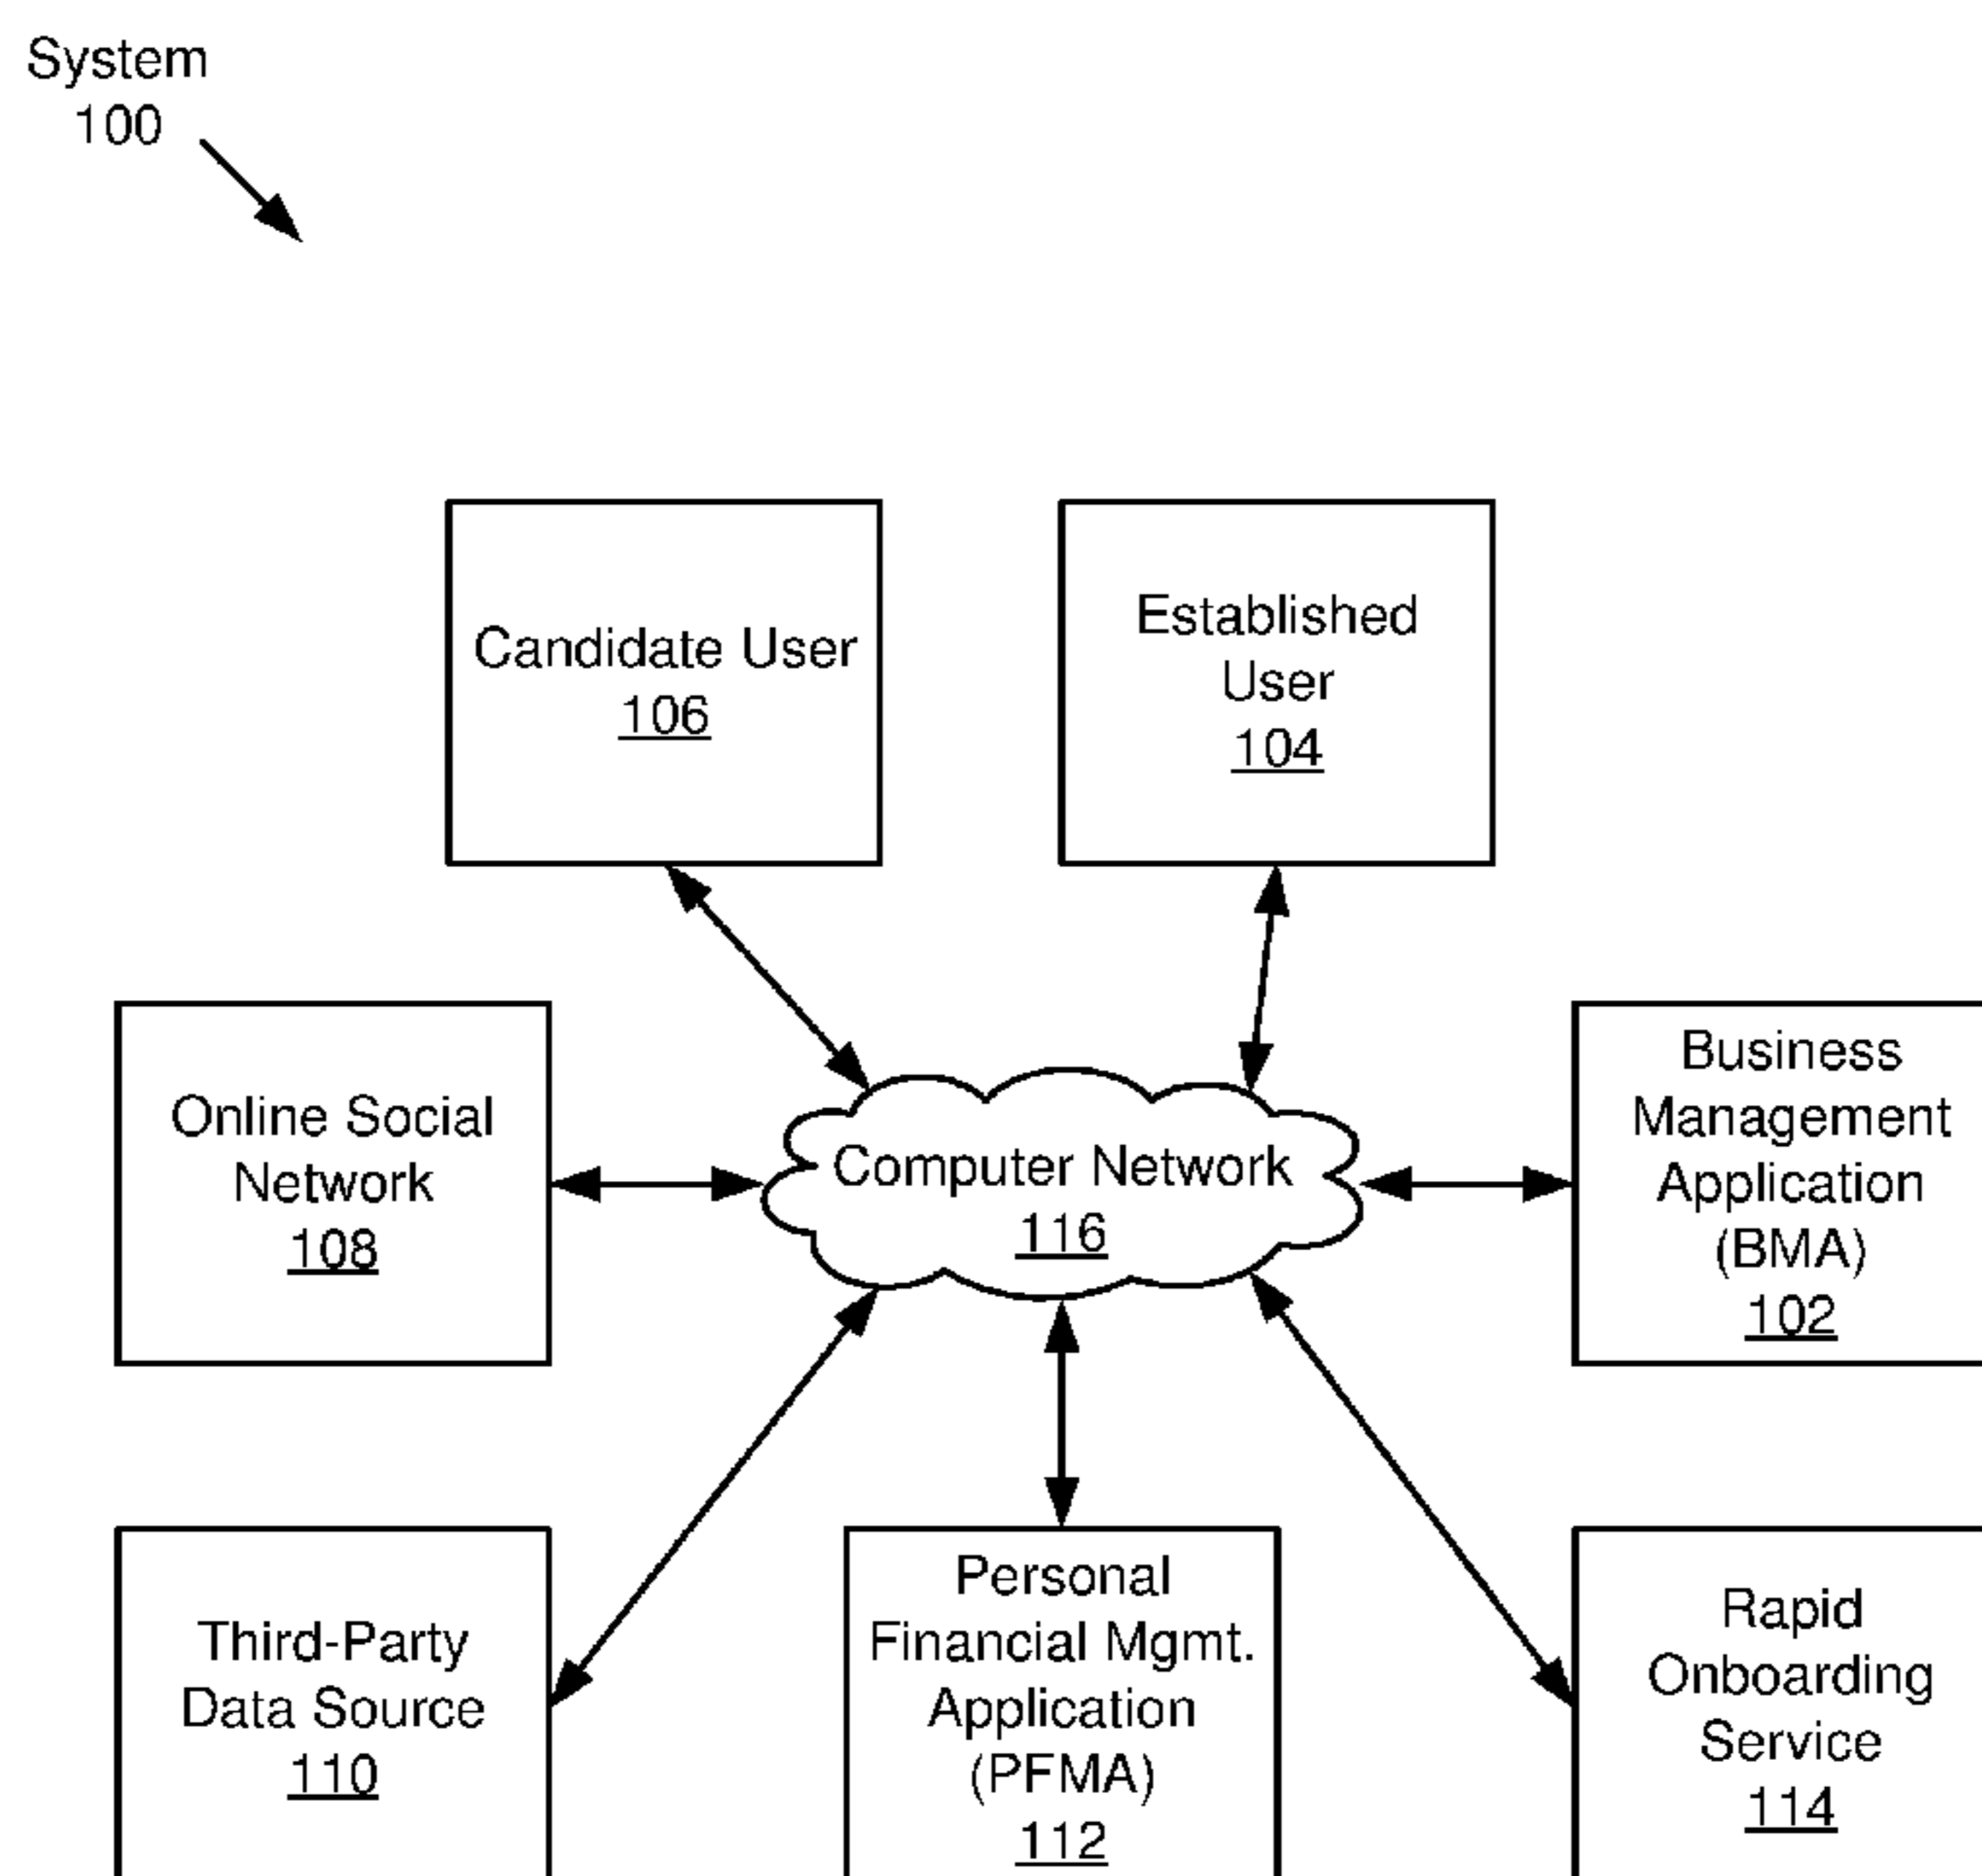 System
100
Candidate User
106
Established
User
104
Online Social
Network
108
Computer Network
116
Business
Management
Application
(BMA)
102
Third-Party
Data Source
110
Personal
Financial Mgmt.
Application
(PFMA)
112
Rapid
Onboarding
Service
114